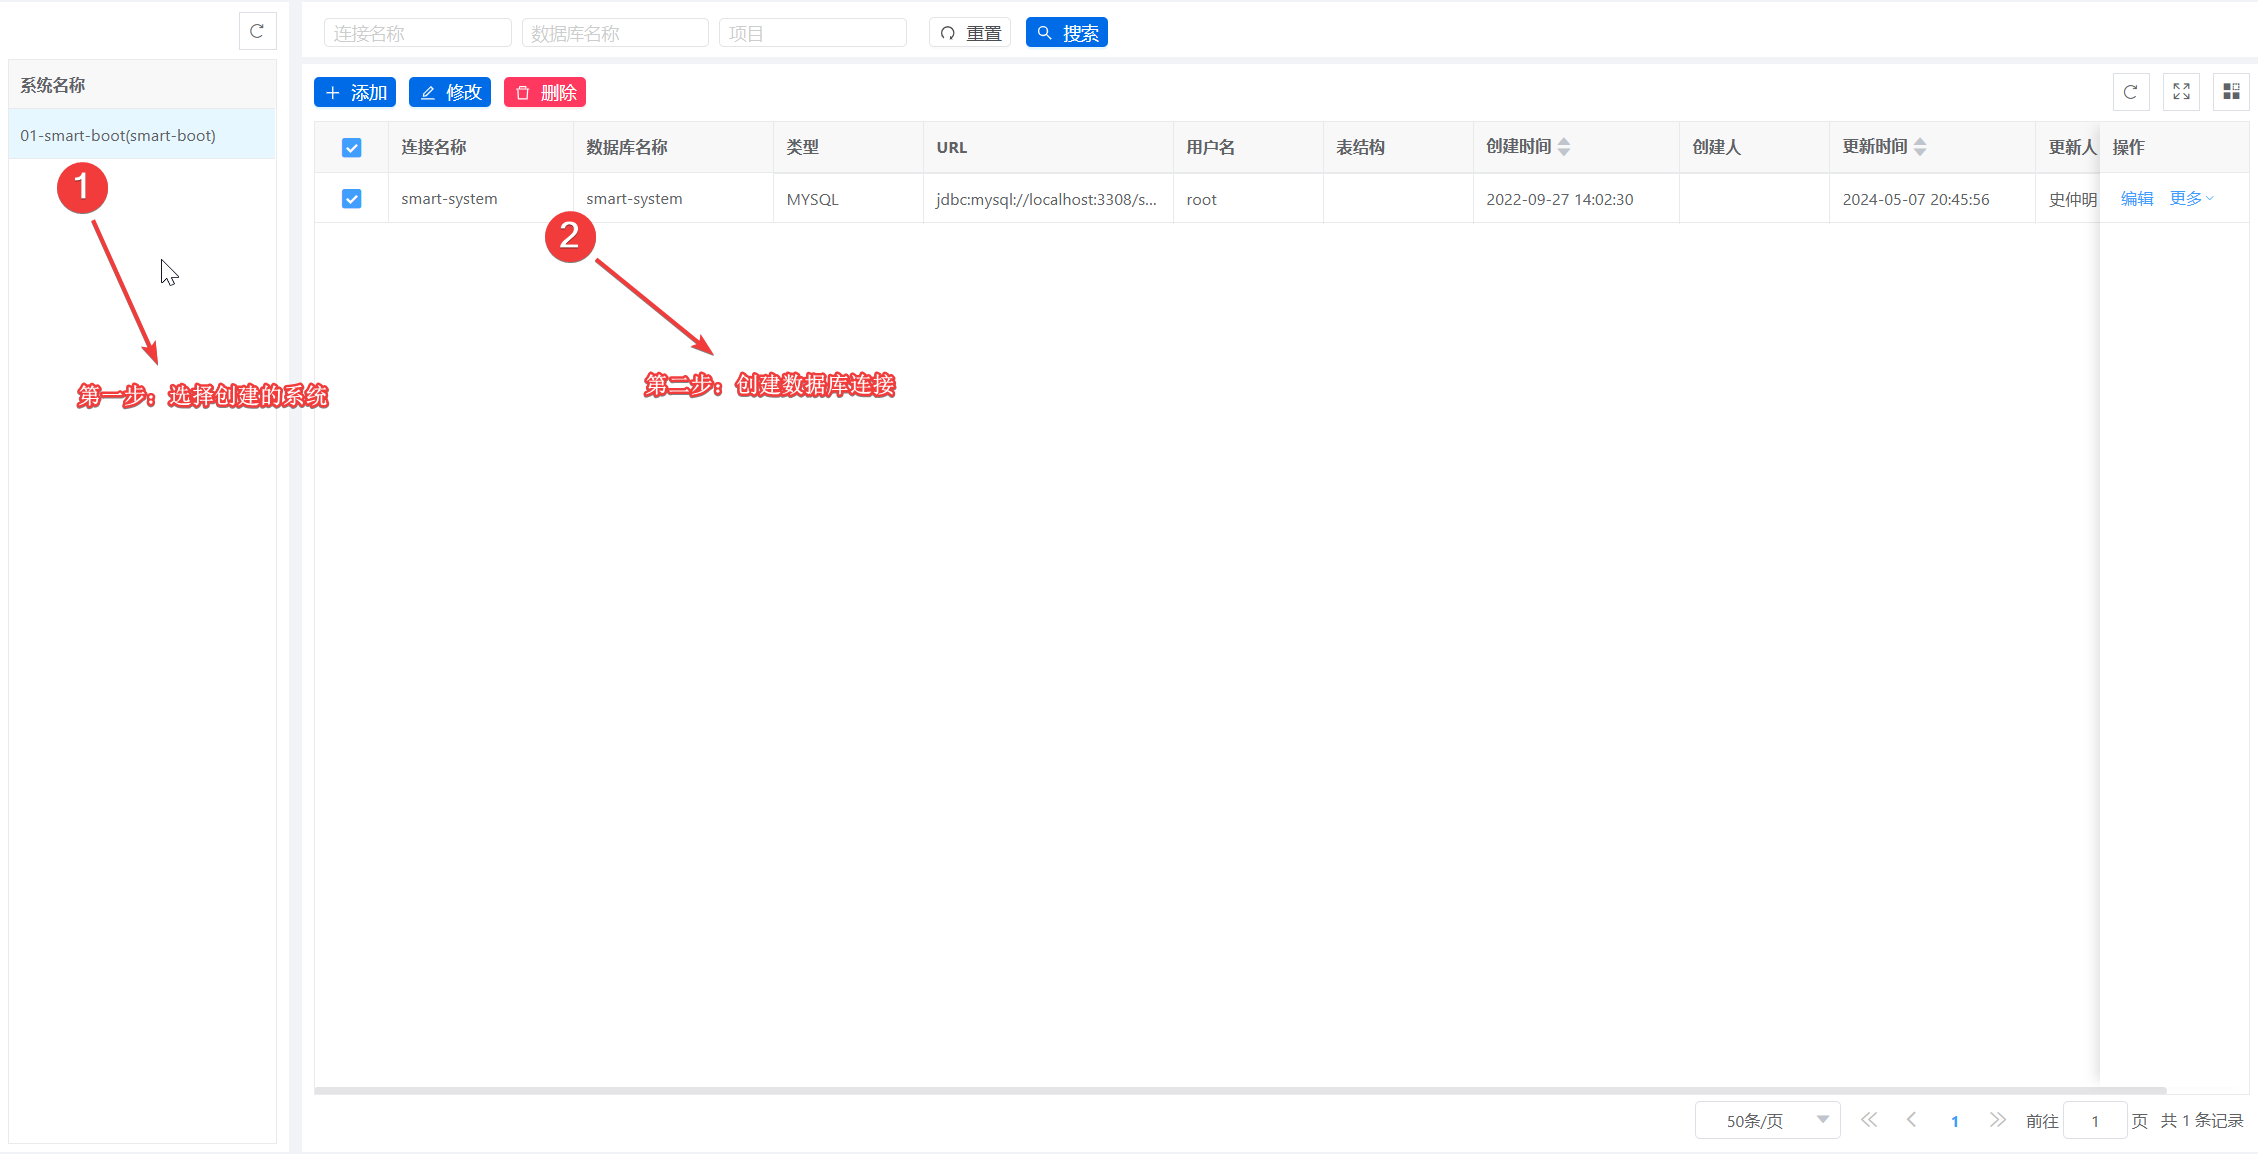 连接名称 数据库名称 项目 重置 搜索
系统名称
01-smart-boot(smart-boot)
添加 修改 删除
连接名称 数据库名称 类型 URL 用户名 表结构 创建时间 创建人 更新时间 更新人 操作
smart-system smart-system MYSQL jdbc:mysql://localhost:3308/s... root 2022-09-27 14:02:30 2024-05-07 20:45:56 史仲明 编辑 更多
1
2
第一步：选择创建的系统
第二步：创建数据库连接
50条/页 1 前往 1 页 共 1 条记录